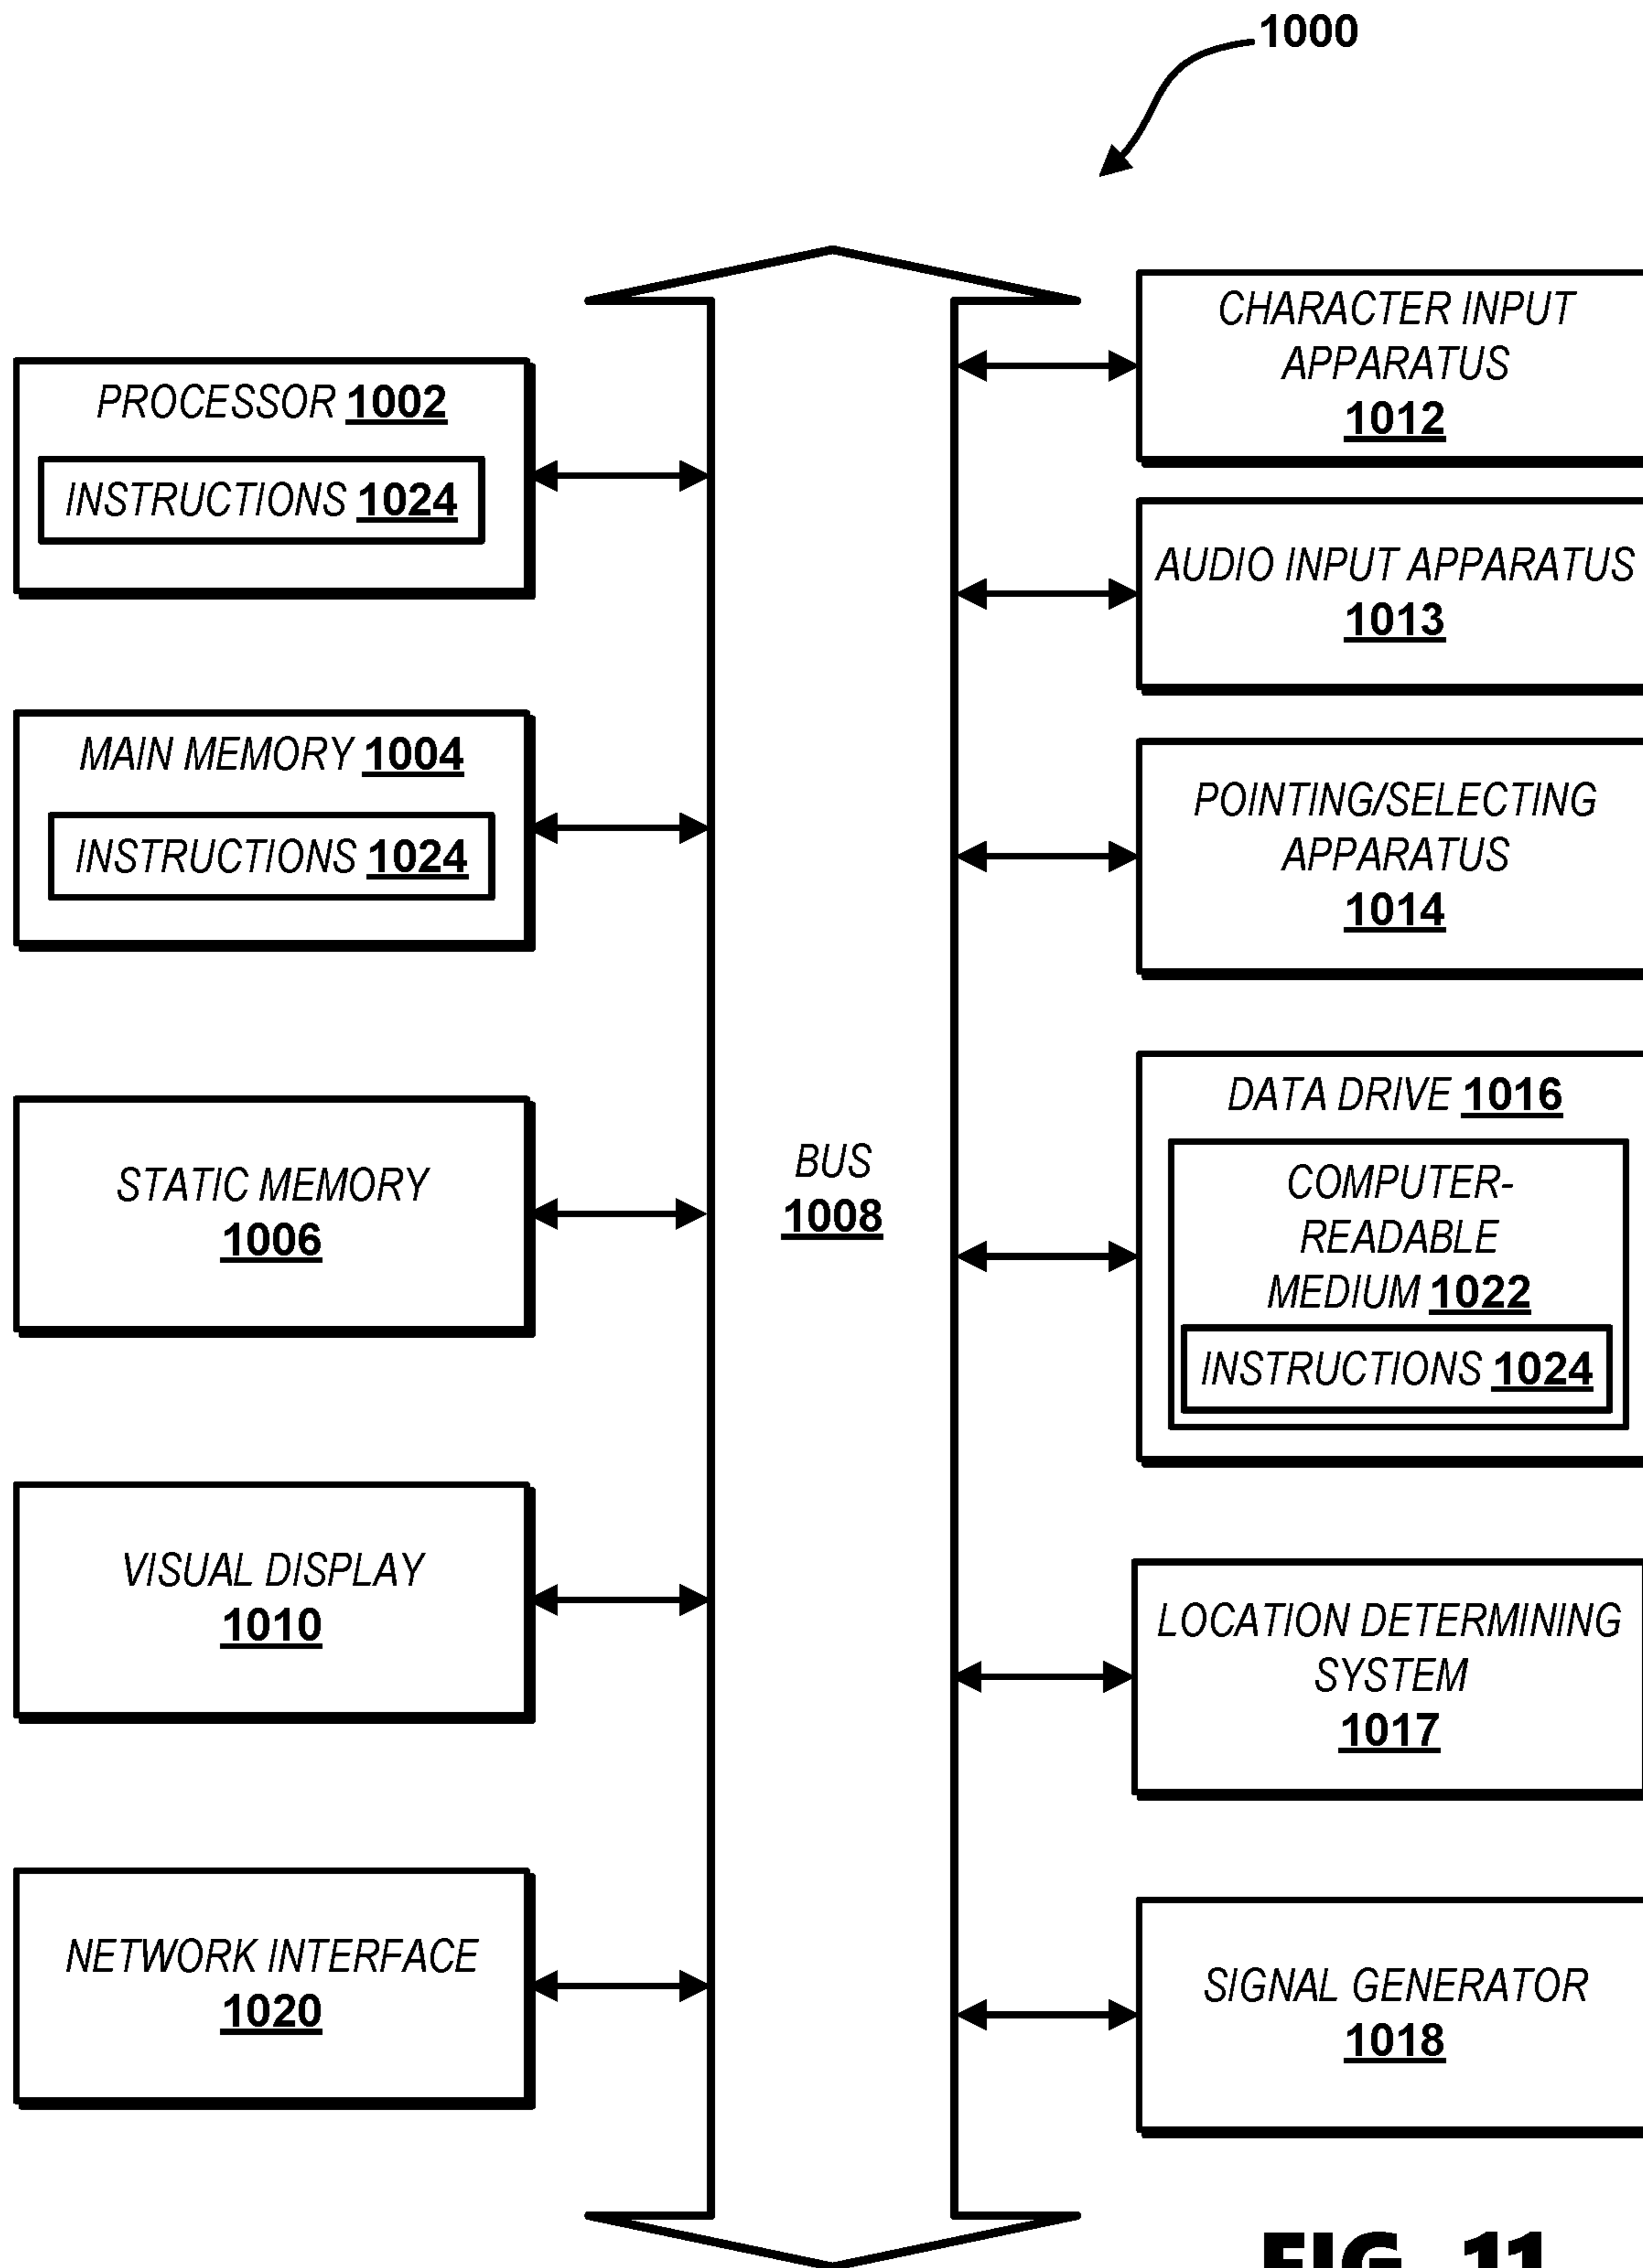 1000
PROCESSOR 1002
INSTRUCTIONS 1024
MAIN MEMORY 1004
INSTRUCTIONS 1024
STATIC MEMORY
1006
VISUAL DISPLAY
1010
NETWORK INTERFACE
1020
BUS
1008
CHARACTER INPUT
APPARATUS
1012
AUDIO INPUT APPARATUS
1013
POINTING/SELECTING
APPARATUS
1014
DATA DRIVE 1016
COMPUTER-
READABLE
MEDIUM 1022
INSTRUCTIONS 1024
LOCATION DETERMINING
SYSTEM
1017
SIGNAL GENERATOR
1018
FIG. 11